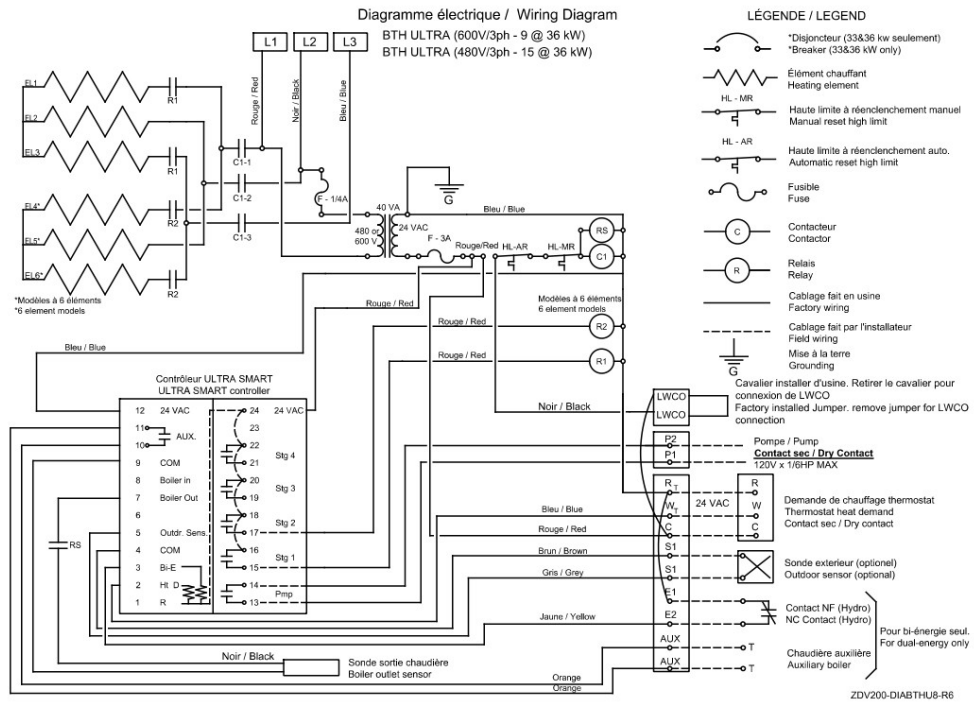 Diagramme électrique / Wiring Diagram
BTH ULTRA (600V/3ph - 9 @ 36 kW)
BTH ULTRA (480V/3ph - 15 @ 36 kW)
L1
L2
L3
Rouge / Red
Noir / Black
Bleu / Blue
EL1
R1
EL2
EL3
R1
EL4*
R2
EL5*
EL6*
R2
*Modèles à 6 éléments
*6 element models
C1-1
C1-2
C1-3
F - 1/4A
40 VA
480 or
600 V
24 VAC
G
F - 3A
Bleu / Blue
Rouge/Red
HL-AR
HL-MR
RS
C1
Rouge / Red
Rouge / Red
Modèles à 6 éléments
6 element models
R2
Rouge / Red
R1
Bleu / Blue
Noir / Black
LÉGENDE / LEGEND
*Disjoncteur (33&36 kw seulement)
*Breaker (33&36 kW only)
Élément chauffant
Heating element
HL - MR
Haute limite à réenclenchement manuel
Manual reset high limit
HL - AR
Haute limite à réenclenchement auto.
Automatic reset high limit
Fusible
Fuse
C
Contacteur
Contactor
R
Relais
Relay
Cablage fait en usine
Factory wiring
Cablage fait par l'installateur
Field wiring
G
Mise à la terre
Grounding
Contrôleur ULTRA SMART
ULTRA SMART controller
12 24 VAC
11
10
AUX.
9 COM
8 Boiler in
7 Boiler Out
6
5 Outdr. Sens.
4 COM
3 Bi-E
2 Ht D
1 R
24 24 VAC
23
22
21
Stg 4
20
19
Stg 3
18
17
Stg 2
16
15
Stg 1
14
13
Pmp
RS
Noir / Black
Sonde sortie chaudière
Boiler outlet sensor
LWCO
LWCO
Cavalier installer d'usine. Retirer le cavalier pour
connexion de LWCO
Factory installed Jumper. remove jumper for LWCO
connection
P2
P1
Pompe / Pump
Contact sec / Dry Contact
120V x 1/6HP MAX
RT
WT
C
24 VAC
R
W
C
Demande de chauffage thermostat
Thermostat heat demand
Contact sec / Dry contact
Bleu / Blue
Rouge / Red
Brun / Brown
Gris / Grey
Jaune / Yellow
Orange
Orange
S1
S1
Sonde exterieur (optionel)
Outdoor sensor (optional)
E1
E2
Contact NF (Hydro)
NC Contact (Hydro)
AUX
AUX
T
T
Chaudière auxilière
Auxiliary boiler
Pour bi-énergie seul.
For dual-energy only
ZDV200-DIABTHU8-R6